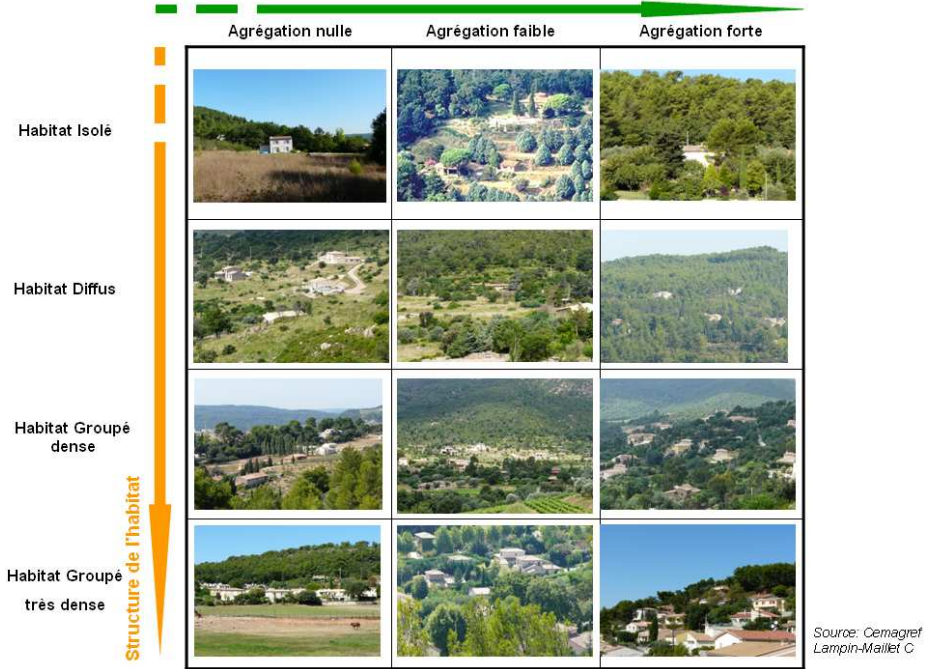 Agrégation nulle
Agrégation faible
Agrégation forte
Habitat Isolé
Habitat Diffus
Habitat Groupé
dense
Habitat Groupé
très dense
Structure de l'habitat
Source: Cemagref
Lampin-Maillet C